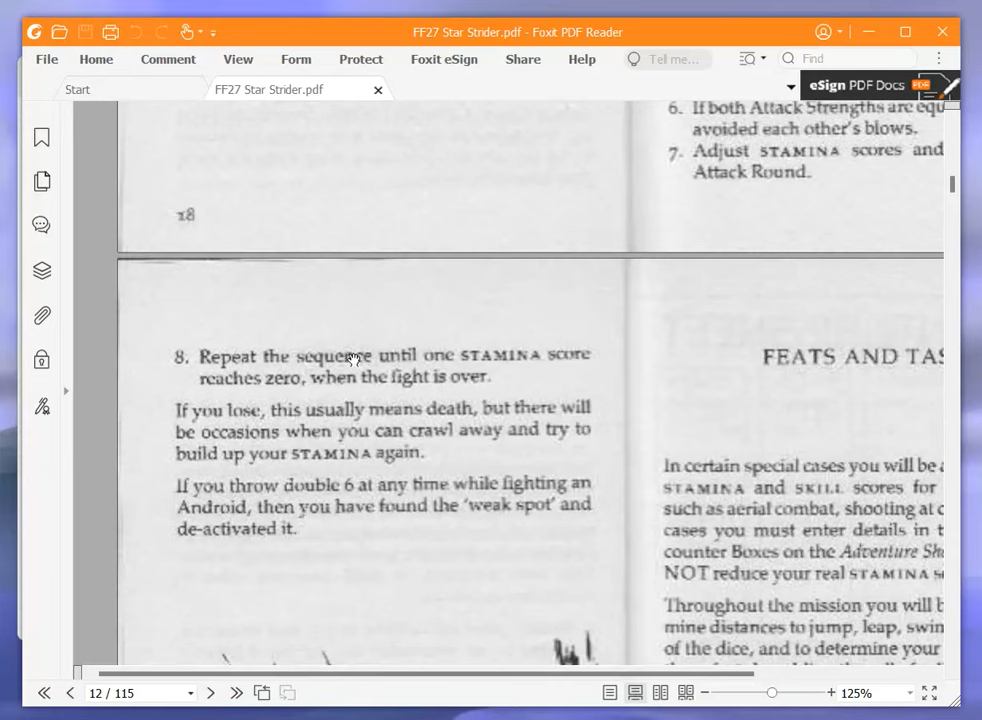 FF27 Star Strider.pdf - Foxit PDF Reader
File Home Comment View Form Protect Foxit eSign Share Help Tell me... Find
Start FF27 Star Strider.pdf eSign PDF Docs PDF
18
6. If both Attack Strengths are equ
avoided each other's blows.
7. Adjust STAMINA scores and
Attack Round.
8. Repeat the sequence until one STAMINA score
reaches zero, when the fight is over.
If you lose, this usually means death, but there will
be occasions when you can crawl away and try to
build up your STAMINA again.
If you throw double 6 at any time while fighting an
Android, then you have found the 'weak spot' and
de-activated it.
FEATS AND TAS
In certain special cases you will be a
STAMINA and SKILL scores for
such as aerial combat, shooting at c
cases you must enter details in t
counter Boxes on the Adventure She
NOT reduce your real STAMINA s
Throughout the mission you will b
mine distances to jump, leap, swin
of the dice, and to determine your
12 / 115 125%